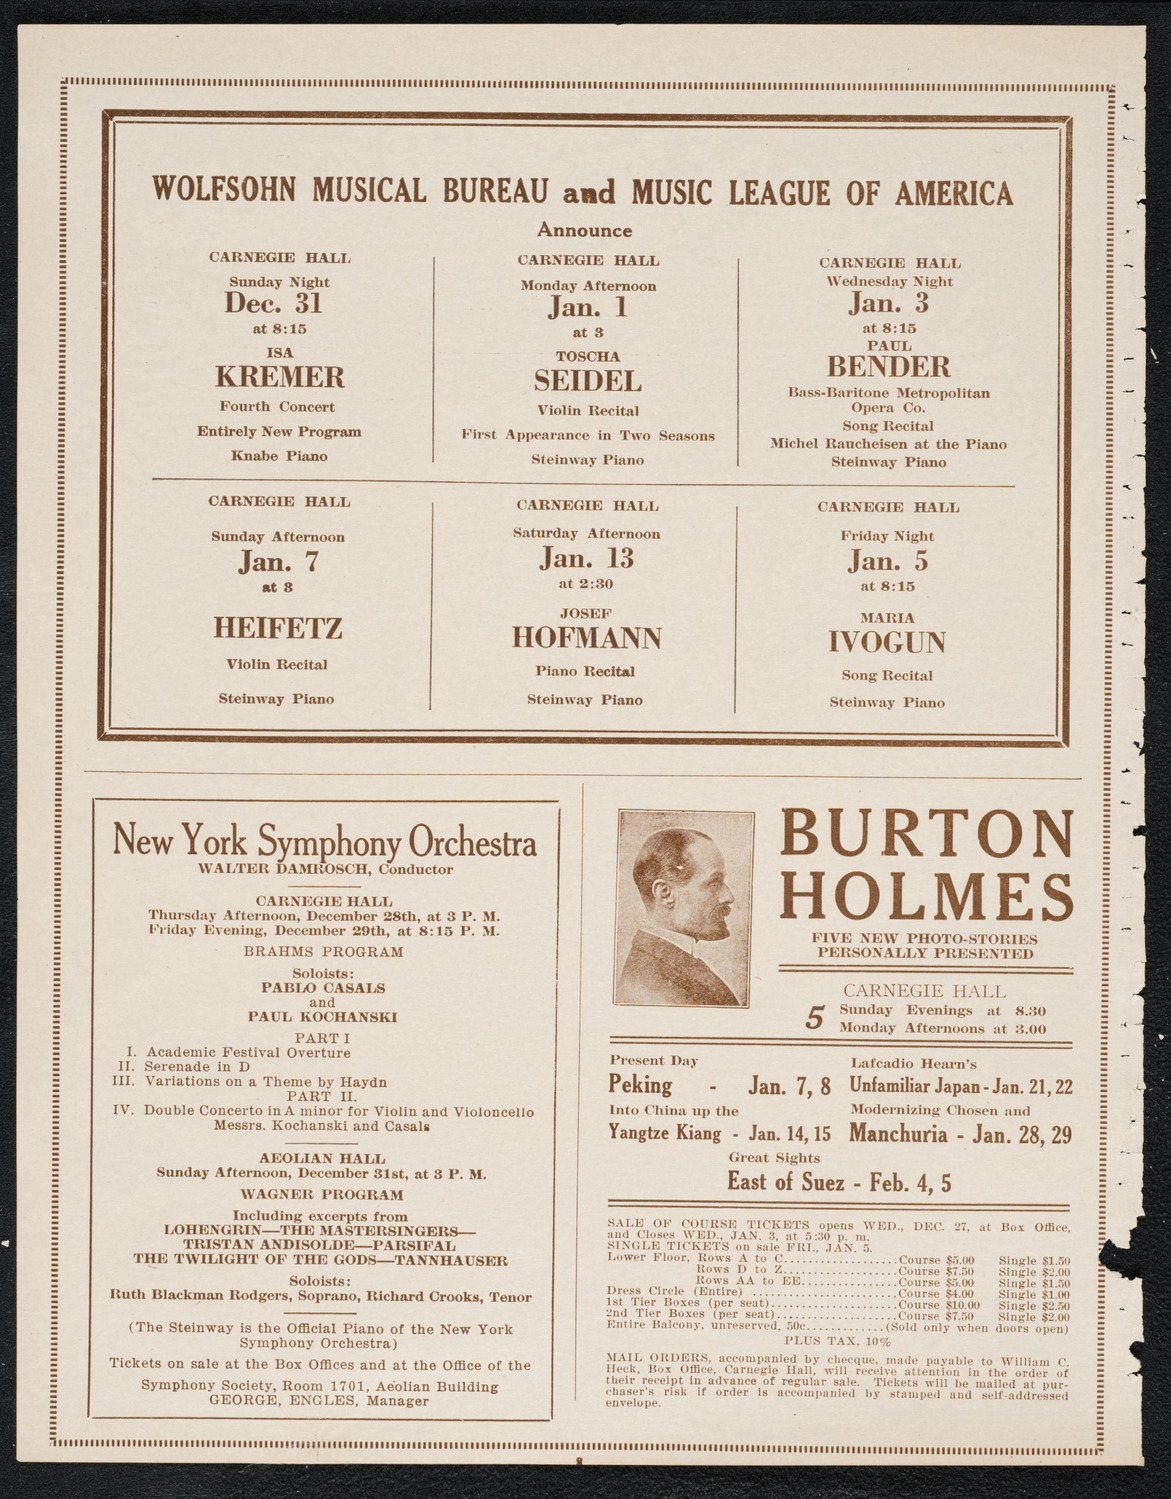 WOLFSOHN MUSICAL BUREAU and MUSIC LEAGUE OF AMERICA
Announce
CARNEGIE HALL
Sunday Night
Dec. 31
at 8:15
ISA
KREMER
Fourth Concert
Entirely New Program
Knabe Piano
CARNEGIE HALL
Monday Afternoon
Jan. 1
at 3
TOSCHA
SEIDEL
Violin Recital
First Appearance in Two Seasons
Steinway Piano
CARNEGIE HALL
Wednesday Night
Jan. 3
at 8:15
PAUL
BENDER
Bass-Baritone Metropolitan
Opera Co.
Song Recital
Michel Raucheisen at the Piano
Steinway Piano
CARNEGIE HALL
Sunday Afternoon
Jan. 7
at 3
HEIFETZ
Violin Recital
Steinway Piano
CARNEGIE HALL
Saturday Afternoon
Jan. 13
at 2:30
JOSEF
HOFMANN
Piano Recital
Steinway Piano
CARNEGIE HALL
Friday Night
Jan. 5
at 8:15
MARIA
IVOGUN
Song Recital
Steinway Piano
New York Symphony Orchestra
WALTER DAMROSCH, Conductor
CARNEGIE HALL
Thursday Afternoon, December 28th, at 3 P. M.
Friday Evening, December 29th, at 8:15 P. M.
BRAHMS PROGRAM
Soloists:
PABLO CASALS
and
PAUL KOCHANSKI
PART I
I. Academic Festival Overture
II. Serenade in D
III. Variations on a Theme by Haydn
PART II.
IV. Double Concerto in A minor for Violin and Violoncello
Messrs. Kochanski and Casals
AEOLIAN HALL
Sunday Afternoon, December 31st, at 3 P. M.
WAGNER PROGRAM
Including excerpts from
LOHENGRIN—THE MASTERSINGERS—
TRISTAN ANDISOLDE—PARSIFAL
THE TWILIGHT OF THE GODS—TANNHAUSER
Soloists:
Ruth Blackman Rodgers, Soprano, Richard Crooks, Tenor
(The Steinway is the Official Piano of the New York
Symphony Orchestra)
Tickets on sale at the Box Offices and at the Office of the
Symphony Society, Room 1701, Aeolian Building
GEORGE, ENGLES, Manager
BURTON
HOLMES
FIVE NEW PHOTO-STORIES
PERSONALLY PRESENTED
CARNEGIE HALL
5 Sunday Evenings at 8.30
Monday Afternoons at 3.00
Present Day
Peking - Jan. 7, 8
Lafcadio Hearn's
Unfamiliar Japan - Jan. 21, 22
Into China up the
Yangtze Kiang - Jan. 14, 15
Modernizing Chosen and
Manchuria - Jan. 28, 29
Great Sights
East of Suez - Feb. 4, 5
SALE OF COURSE TICKETS opens WED., DEC. 27, at Box Office,
and Closes WED., JAN. 3, at 5:30 p. m.
SINGLE TICKETS on sale FRI., JAN. 5.
Lower Floor, Rows A to C..................Course $5.00 Single $1.50
Rows D to Z..................Course $7.50 Single $2.00
Rows AA to EE...............Course $5.00 Single $1.50
Dress Circle (Entire) .......................Course $4.00 Single $1.00
1st Tier Boxes (per seat)....................Course $10.00 Single $2.50
2nd Tier Boxes (per seat)...................Course $7.50 Single $2.00
Entire Balcony, unreserved, 50c.............(Sold only when doors open)
PLUS TAX, 10%
MAIL ORDERS, accompanied by checque, made payable to William C.
Heck, Box Office, Carnegie Hall, will receive attention in the order of
their receipt in advance of regular sale. Tickets will be mailed at pur-
chaser's risk if order is accompanied by stamped and self-addressed
envelope.
8